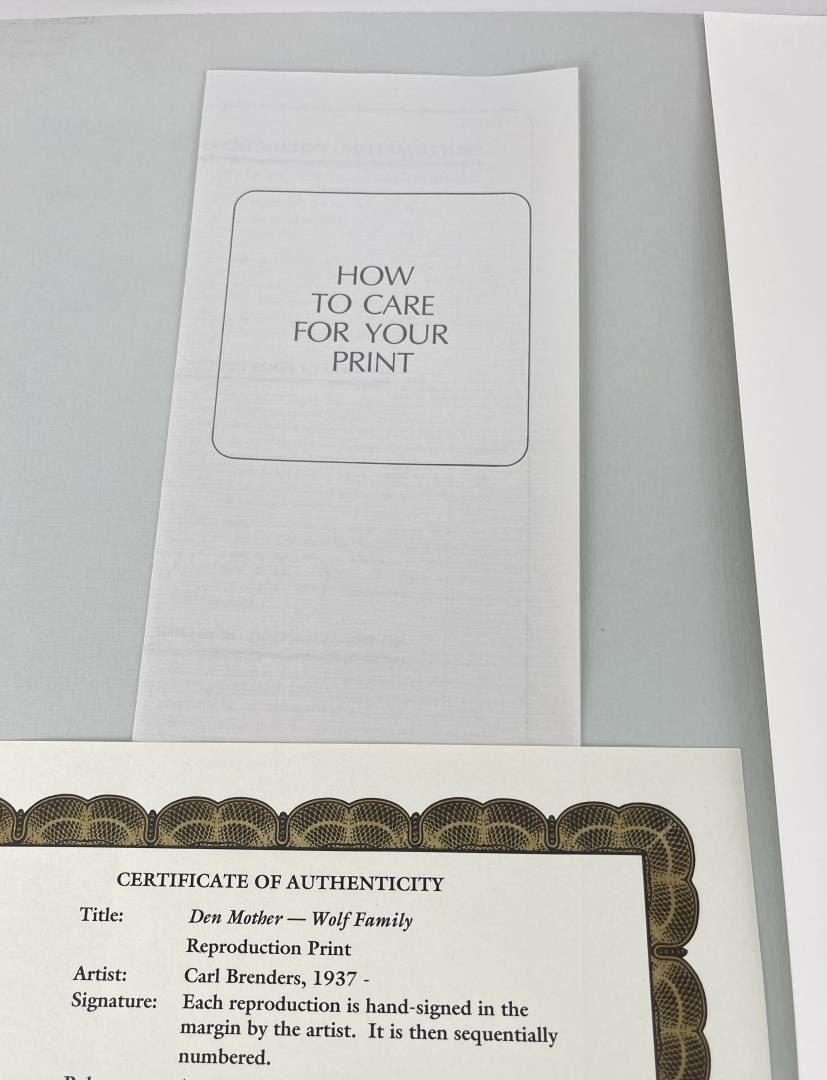 HOW
TO CARE
FOR YOUR
PRINT
CERTIFICATE OF AUTHENTICITY
Title: Den Mother — Wolf Family
Reproduction Print
Artist: Carl Brenders, 1937 -
Signature: Each reproduction is hand-signed in the
margin by the artist. It is then sequentially
numbered.